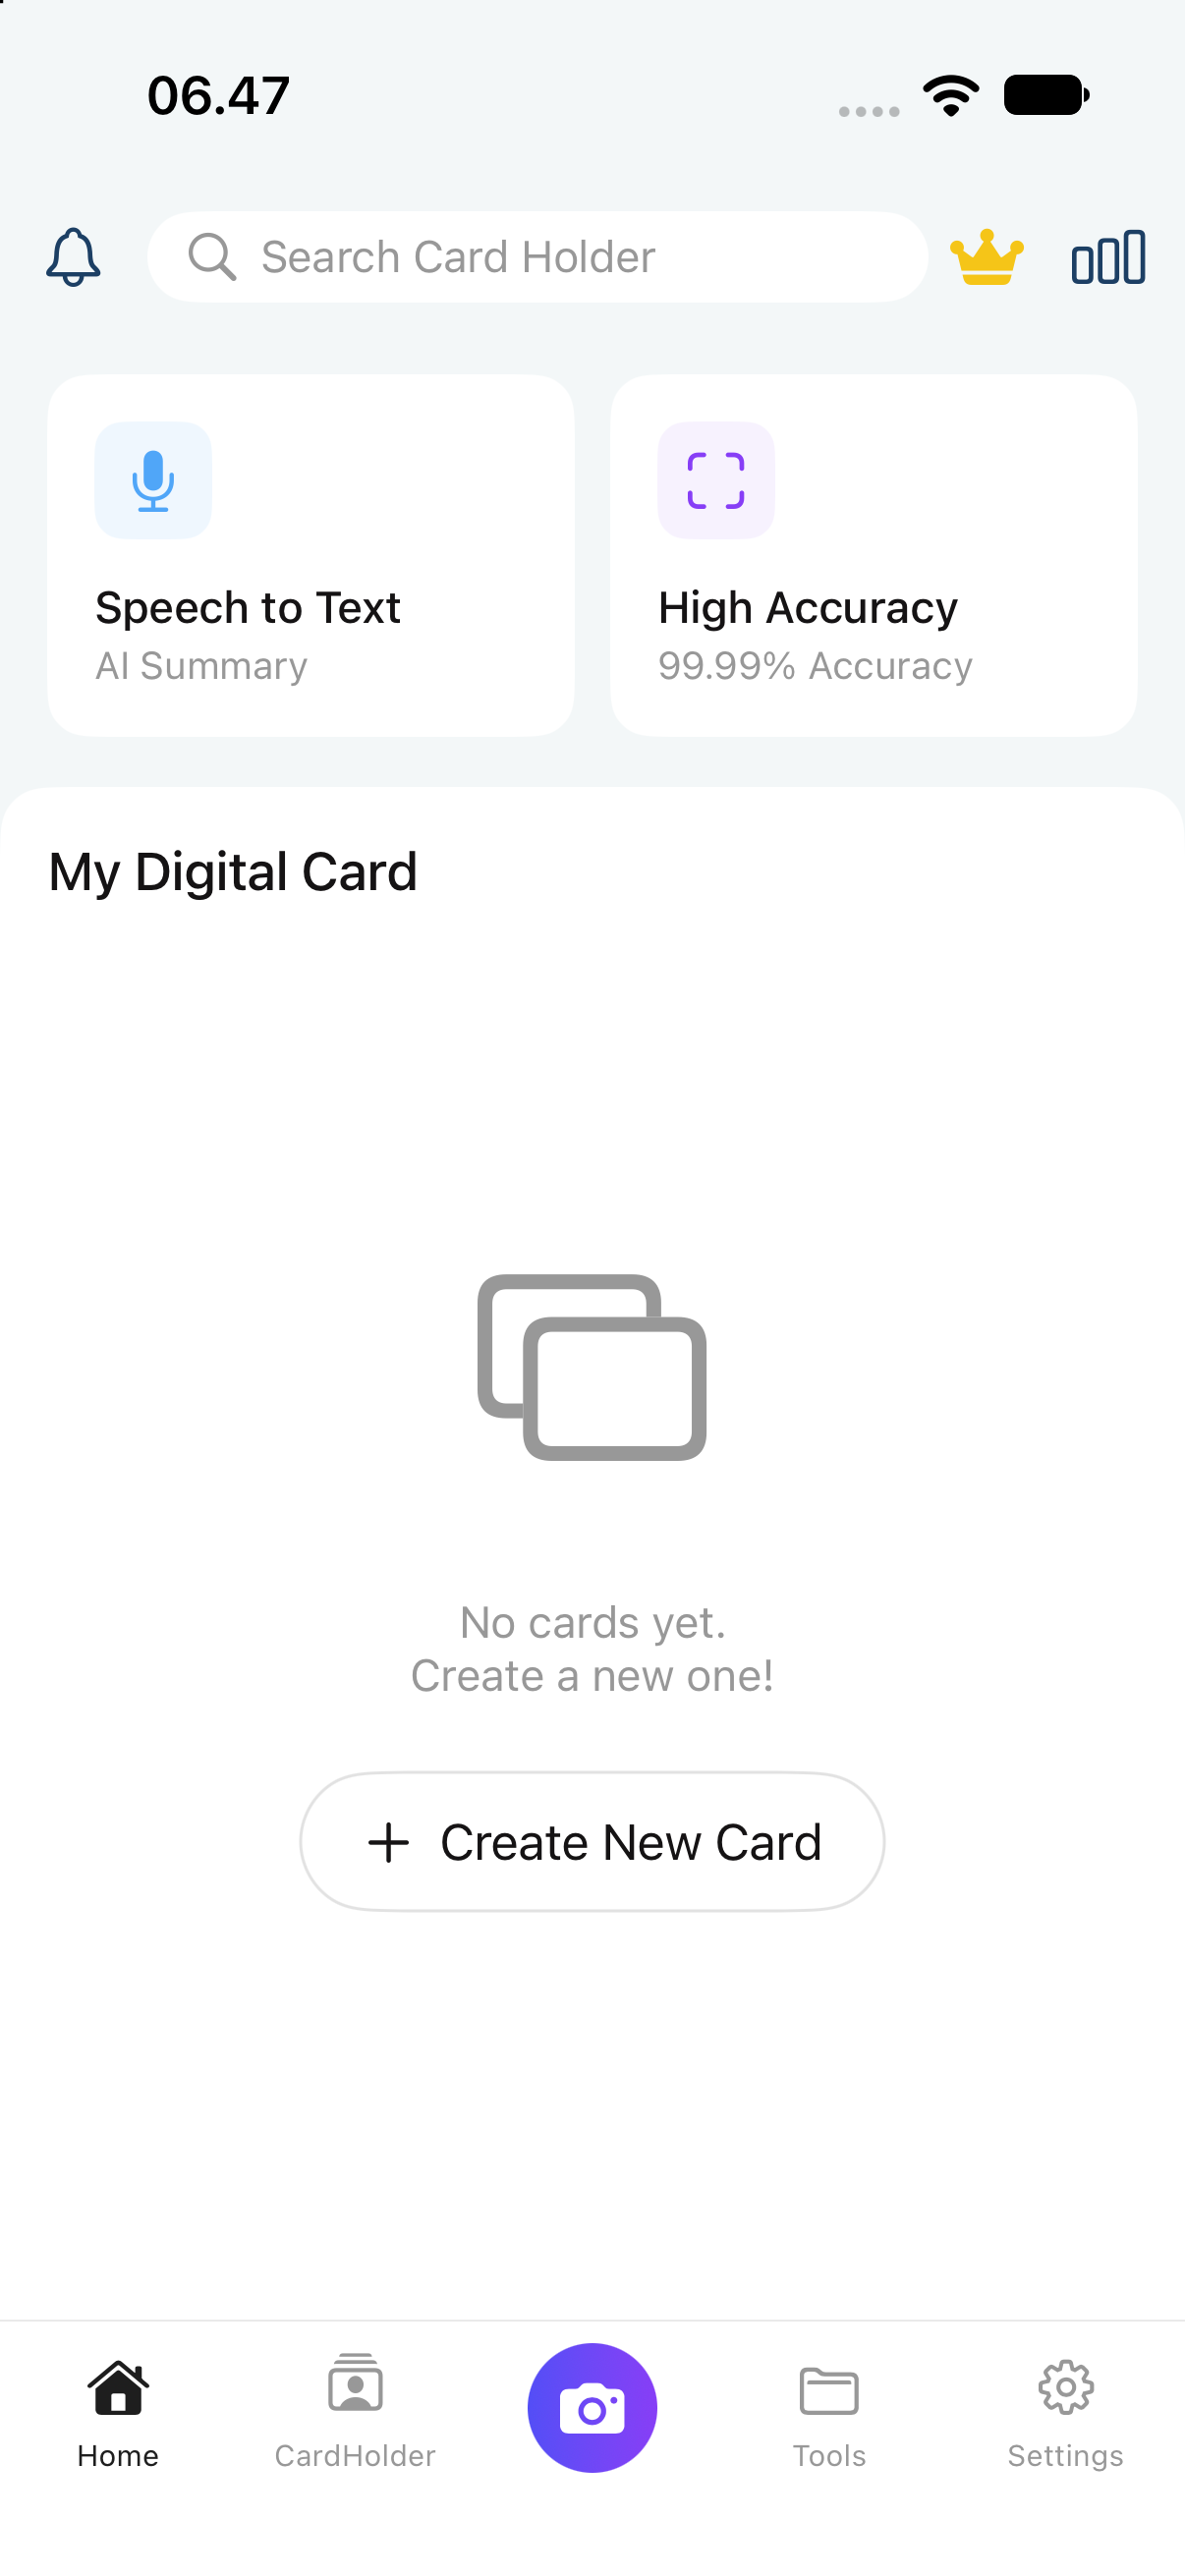 06.47
Search Card Holder
Speech to Text
AI Summary
High Accuracy
99.99% Accuracy
My Digital Card
No cards yet.
Create a new one!
Create New Card
Home
CardHolder
Tools
Settings